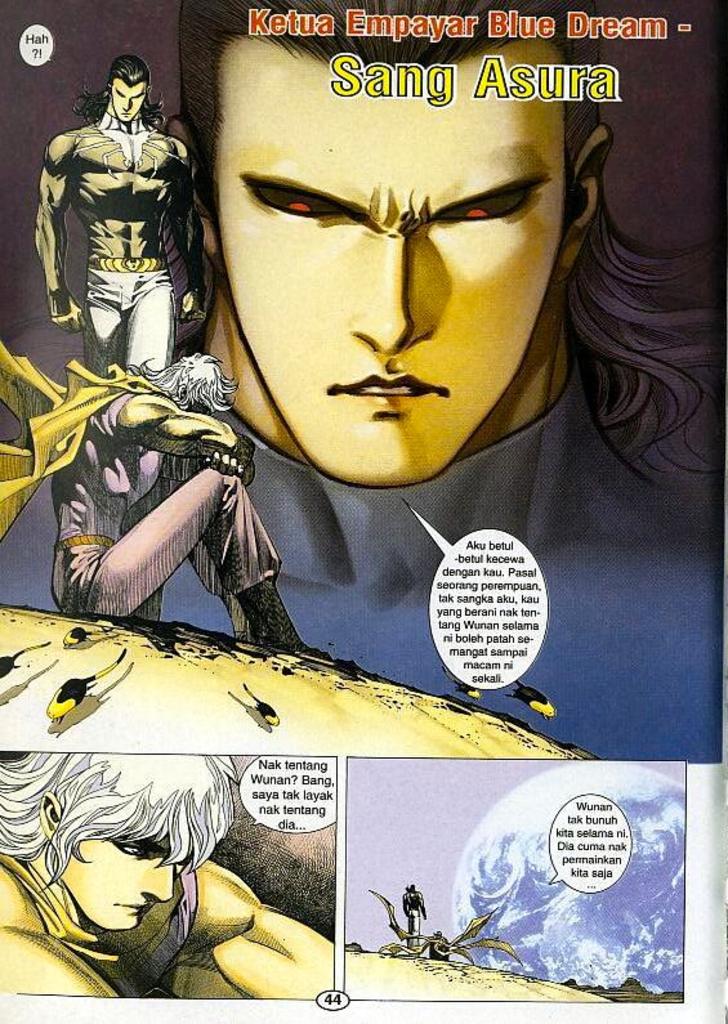 Ketua Empayar Blue Dream -
Sang Asura
Hah
?!
Aku betul
-betul kecewa
dengan kau. Pasal
seorang perempuan,
tak sangka aku, kau
yang berani nak ten-
tang Wunan selama
ni boleh patah se-
mangat sampai
macam ni
sekali.
Nak tentang
Wunan? Bang,
saya tak layak
nak tentang
dia...
Wunan
tak bunuh
kita selama ni.
Dia cuma nak
permainkan
kita saja
...
44